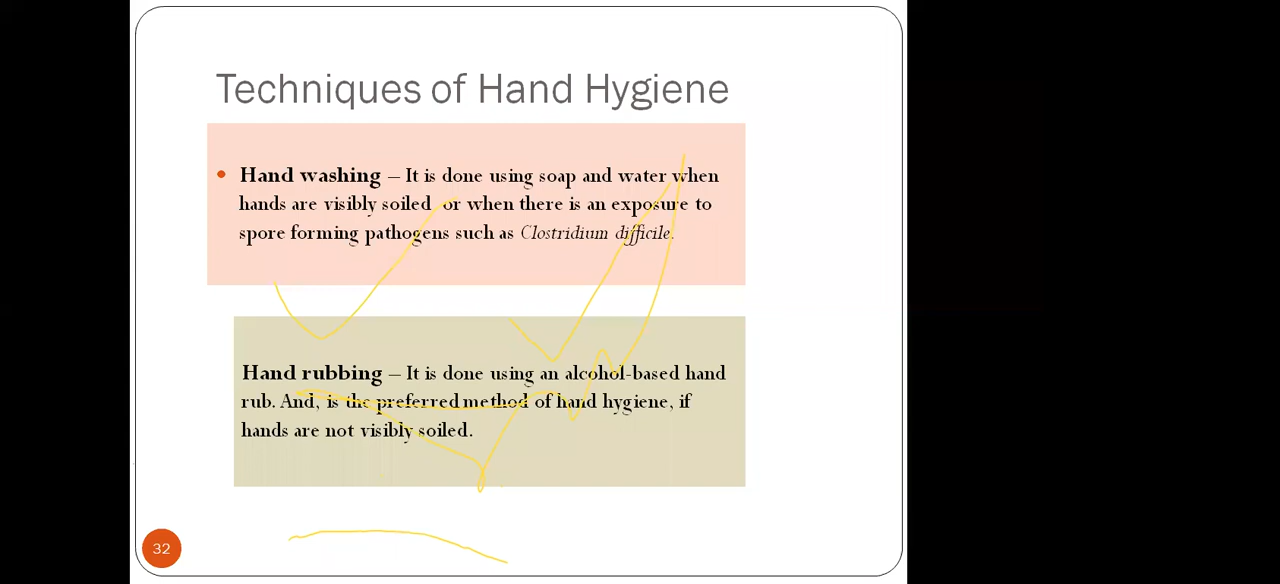 Techniques of Hand Hygiene
• Hand washing – It is done using soap and water when
hands are visibly soiled or when there is an exposure to
spore forming pathogens such as Clostridium difficile.
Hand rubbing – It is done using an alcohol-based hand
rub. And, is the preferred method of hand hygiene, if
hands are not visibly soiled.
32